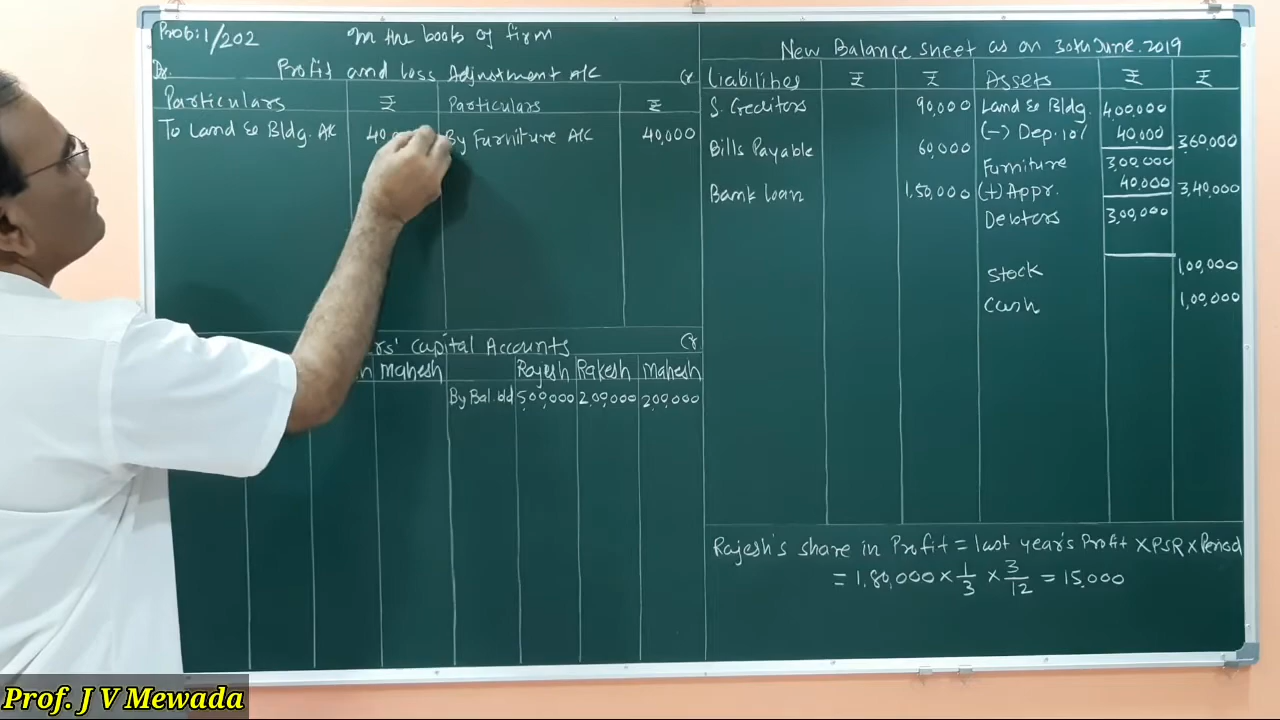 Prob:1/202 In the books of firm
Dr. Profit and loss Adjustment A/c Cr
Particulars ₹ Particulars ₹
To Land & Bldg. A/c 40,000 By Furniture A/c 40,000
Capital Accounts Cr
Mahesh Rajesh Rakesh Mahesh
By Bal. b/d 5,00,000 2,00,000 2,00,000
New Balance sheet as on 30th June. 2019
Liabilities ₹ ₹ Assets ₹ ₹
S. Creditors 90,000 Land & Bldg. 400,000
(-) Dep. 10% 40,000 3,60,000
Bills Payable 60,000 Furniture 3,00,000
Bank loan 1,50,000 (+) Appr. 40,000 3,40,000
Debtors 3,00,000
Stock 1,00,000
Cash 1,00,000
Rajesh's share in Profit = last year's Profit × PSR × Period
= 1,80,000 × 1/3 × 3/12 = 15,000
Prof. J V Mewada